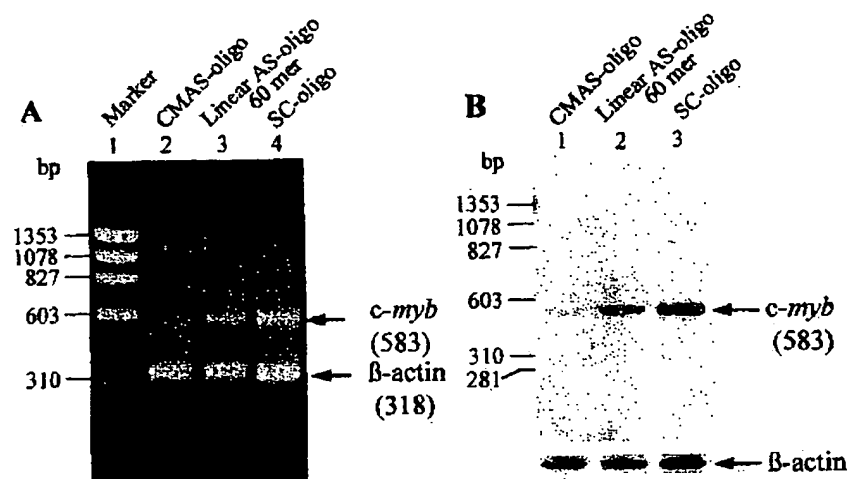 A
Marker
CMAS-oligo
Linear AS-oligo
60 mer
SC-oligo
1 2 3 4
bp
1353
1078
827
603
310
c-myb
(583)
ß-actin
(318)
B
CMAS-oligo
Linear AS-oligo
60 mer
SC-oligo
1 2 3
bp
1353
1078
827
603
310
281
c-myb
(583)
ß-actin